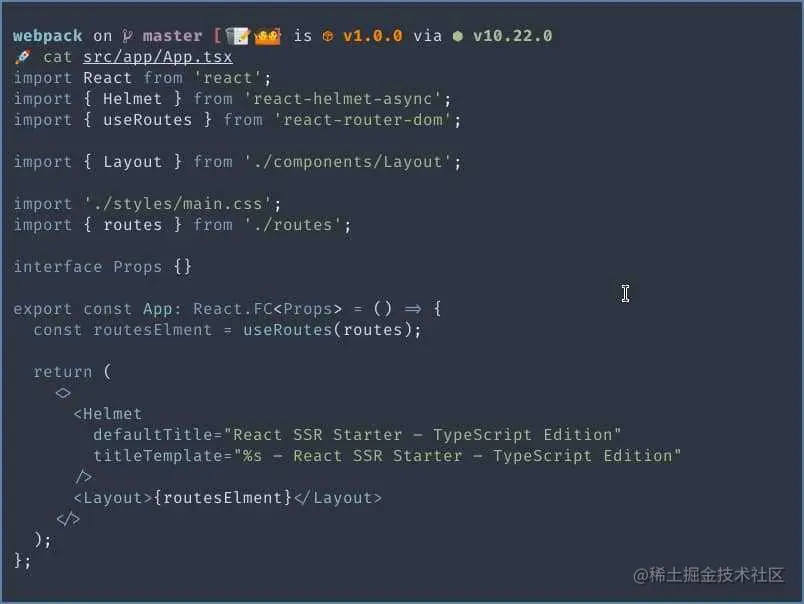 webpack on master [] is v1.0.0 via v10.22.0
cat src/app/App.tsx
import React from 'react';
import { Helmet } from 'react-helmet-async';
import { useRoutes } from 'react-router-dom';
import { Layout } from './components/Layout';
import './styles/main.css';
import { routes } from './routes';
interface Props {}
export const App: React.FC<Props> = () => {
const routesElment = useRoutes(routes);
return (
<>
<Helmet
defaultTitle="React SSR Starter – TypeScript Edition"
titleTemplate="%s – React SSR Starter – TypeScript Edition"
/>
<Layout>{routesElment}</Layout>
</>
);
};
@稀土掘金技术社区